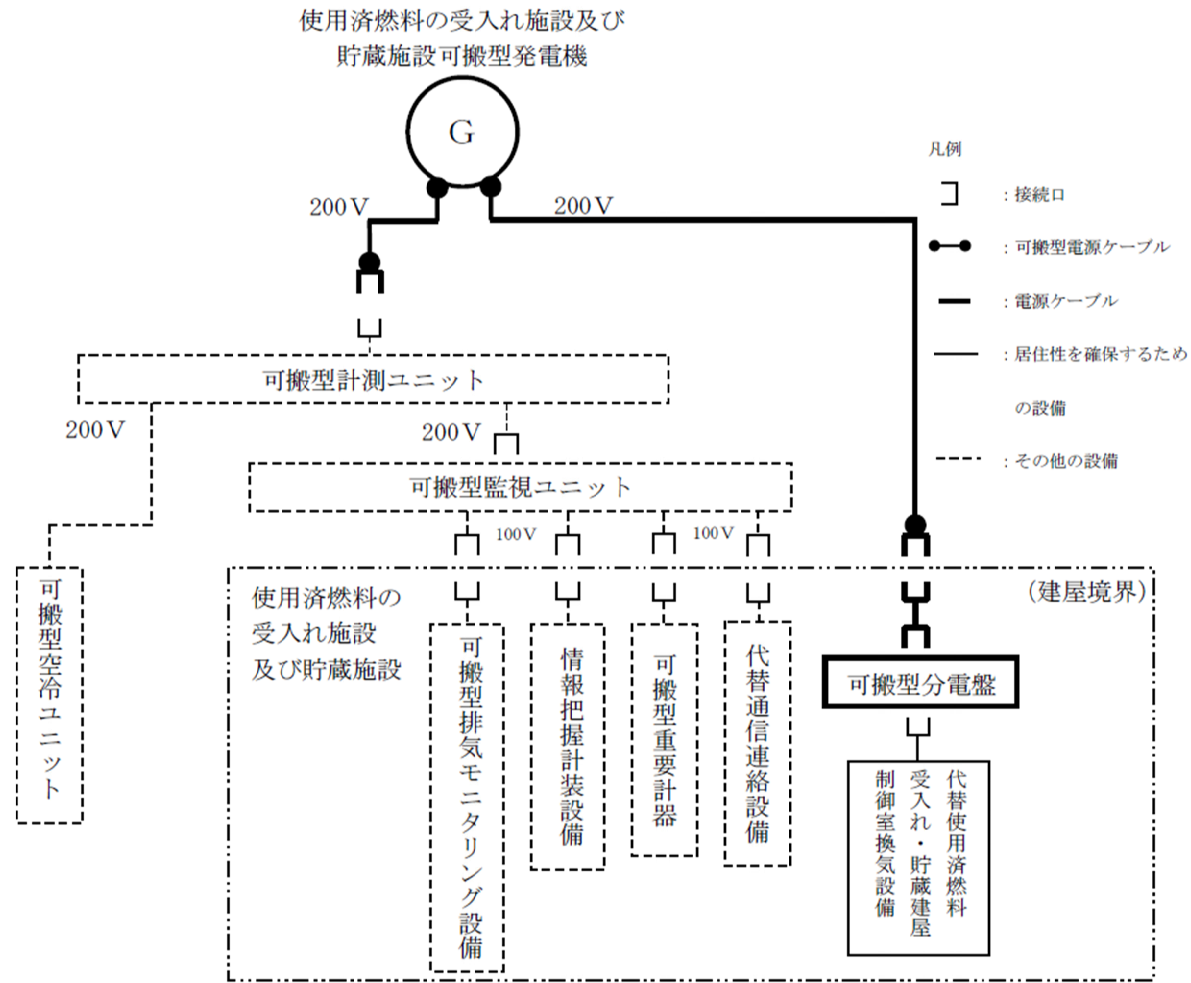 使用済燃料の受入れ施設及び
貯蔵施設可搬型発電機
G
200V
200V
凡例
：接続口
：可搬型電源ケーブル
：電源ケーブル
：居住性を確保するため
の設備
：その他の設備
可搬型計測ユニット
200V
200V
可搬型監視ユニット
100V
100V
可搬型空冷ユニット
使用済燃料の
受入れ施設
及び貯蔵施設
（建屋境界）
可搬型排気モニタリング設備
情報把握計装設備
可搬型重要計器
代替通信連絡設備
可搬型分電盤
代替使用済燃料
受入れ・貯蔵建屋
制御室換気設備